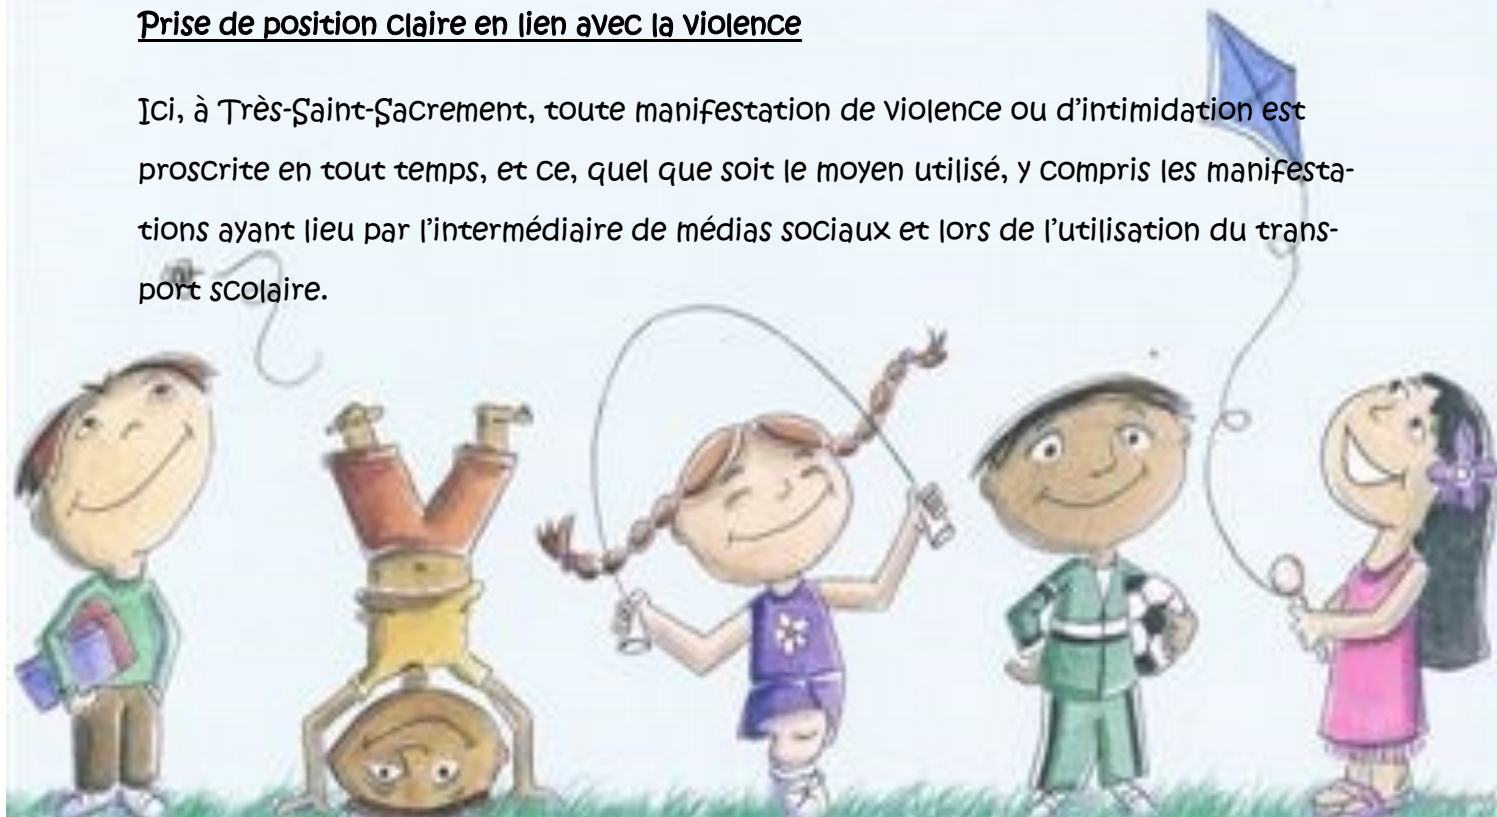 Prise de position claire en lien avec la violence
Ici, à Très-Saint-Sacrement, toute manifestation de violence ou d'intimidation est
proscrite en tout temps, et ce, quel que soit le moyen utilisé, y compris les manifesta-
tions ayant lieu par l'intermédiaire de médias sociaux et lors de l'utilisation du trans-
port scolaire.